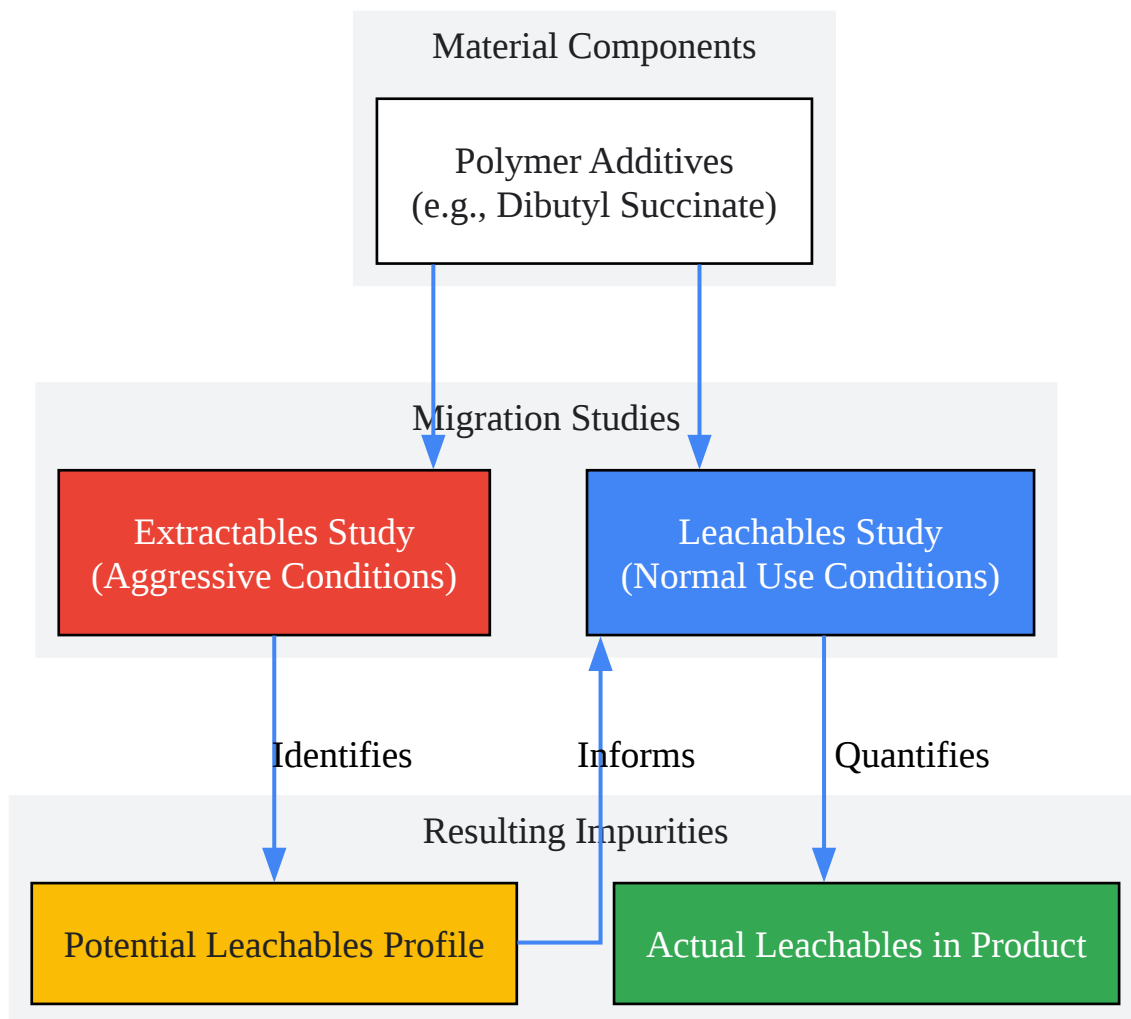 Material Components
Polymer Additives
(e.g., Dibutyl Succinate)
Migration Studies
Extractables Study
(Aggressive Conditions)
Leachables Study
(Normal Use Conditions)
Identifies
Informs
Quantifies
Resulting Impurities
Potential Leachables Profile
Actual Leachables in Product